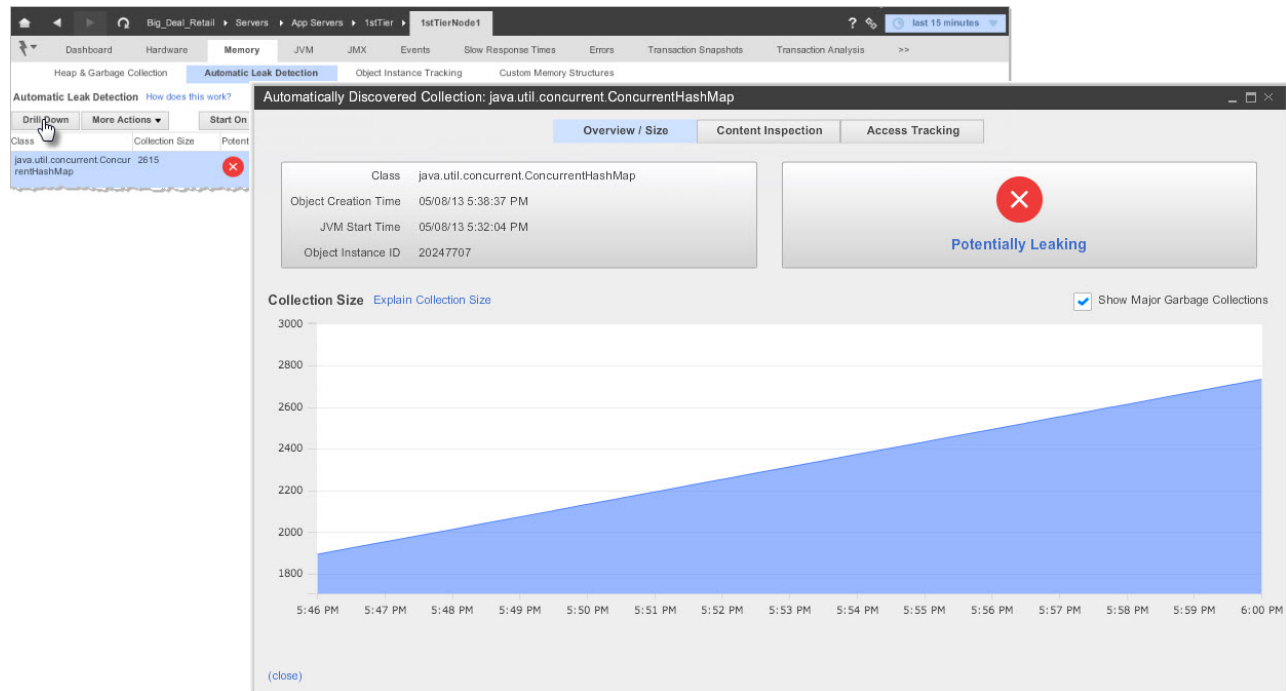 Big_Deal_Retail ▸ Servers ▸ App Servers ▸ 1stTier ▸ 1stTierNode1 ? last 15 minutes
Dashboard Hardware Memory JVM JMX Events Slow Response Times Errors Transaction Snapshots Transaction Analysis >>
Heap & Garbage Collection Automatic Leak Detection Object Instance Tracking Custom Memory Structures
Automatic Leak Detection How does this work?
Drill Down More Actions Start On
Class Collection Size Potent
java.util.concurrent.Concur 2615
rentHashMap
Automatically Discovered Collection: java.util.concurrent.ConcurrentHashMap
Overview / Size Content Inspection Access Tracking
Class java.util.concurrent.ConcurrentHashMap
Object Creation Time 05/08/13 5:38:37 PM
JVM Start Time 05/08/13 5:32:04 PM
Object Instance ID 20247707
Potentially Leaking
Collection Size Explain Collection Size Show Major Garbage Collections
3000
2800
2600
2400
2200
2000
1800
5:46 PM 5:47 PM 5:48 PM 5:49 PM 5:50 PM 5:51 PM 5:52 PM 5:53 PM 5:54 PM 5:55 PM 5:56 PM 5:57 PM 5:58 PM 5:59 PM 6:00 PM
(close)